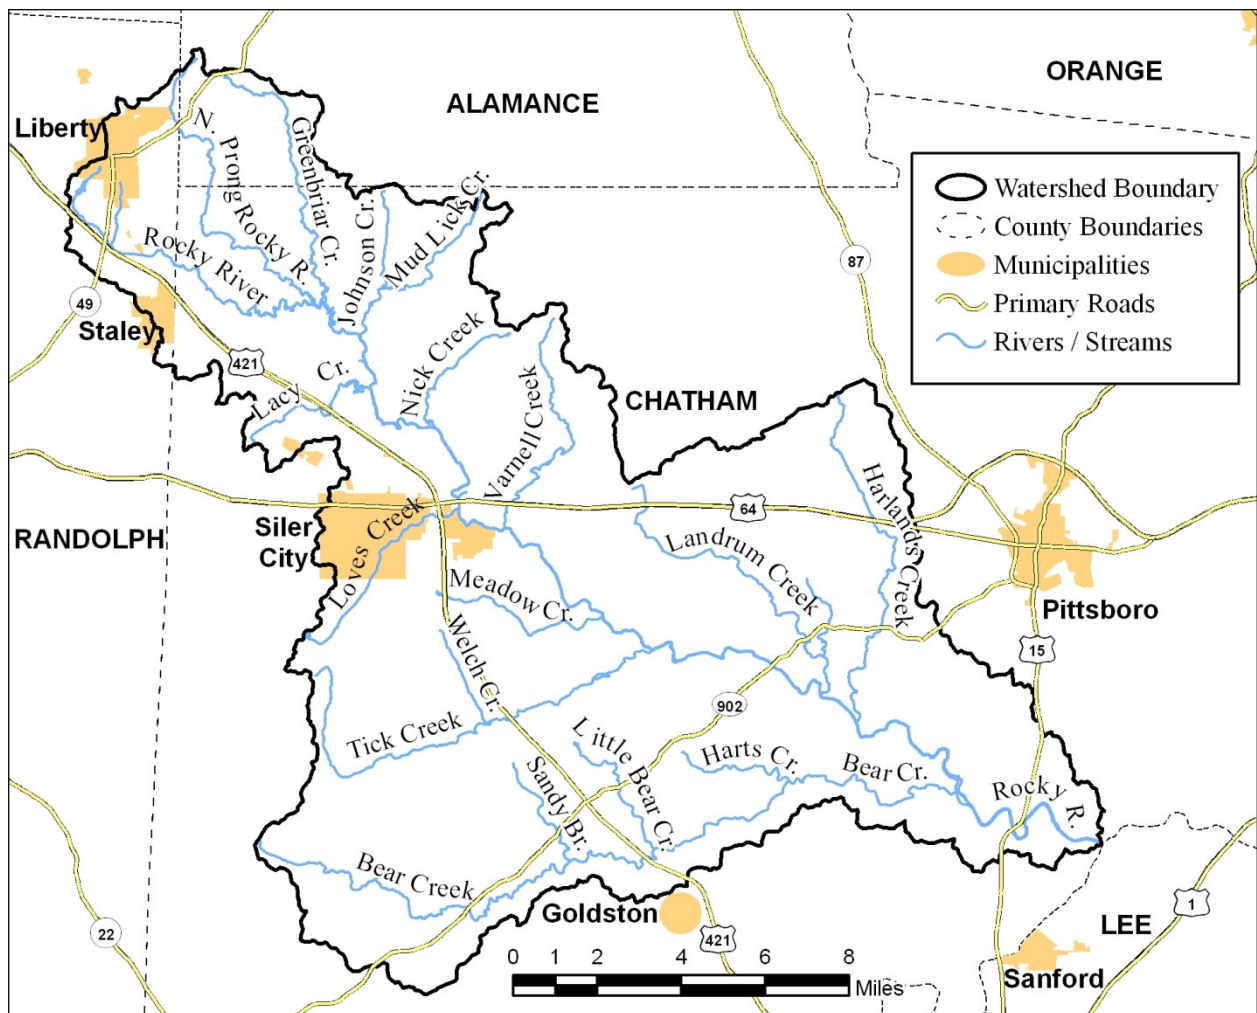 ORANGE
ALAMANCE
Liberty
N. Prong Rocky R.
Greenbriar Cr.
Watershed Boundary
County Boundaries
Municipalities
Primary Roads
Rivers / Streams
Johnson Cr.
Mud Lick Cr.
Rocky River
87
49
Staley
421
Lacy Cr.
Nick Creek
Varnell Creek
CHATHAM
Harlands Creek
64
RANDOLPH
Siler
City
Loves Creek
Landrum Creek
Meadow Cr.
Pittsboro
15
Welch Cr.
902
Tick Creek
Little Bear Cr.
Harts Cr.
Bear Cr.
Rocky R.
Sandy Br.
Bear Creek
Goldston
421
22
1
LEE
Sanford
0 1 2 4 6 8
Miles